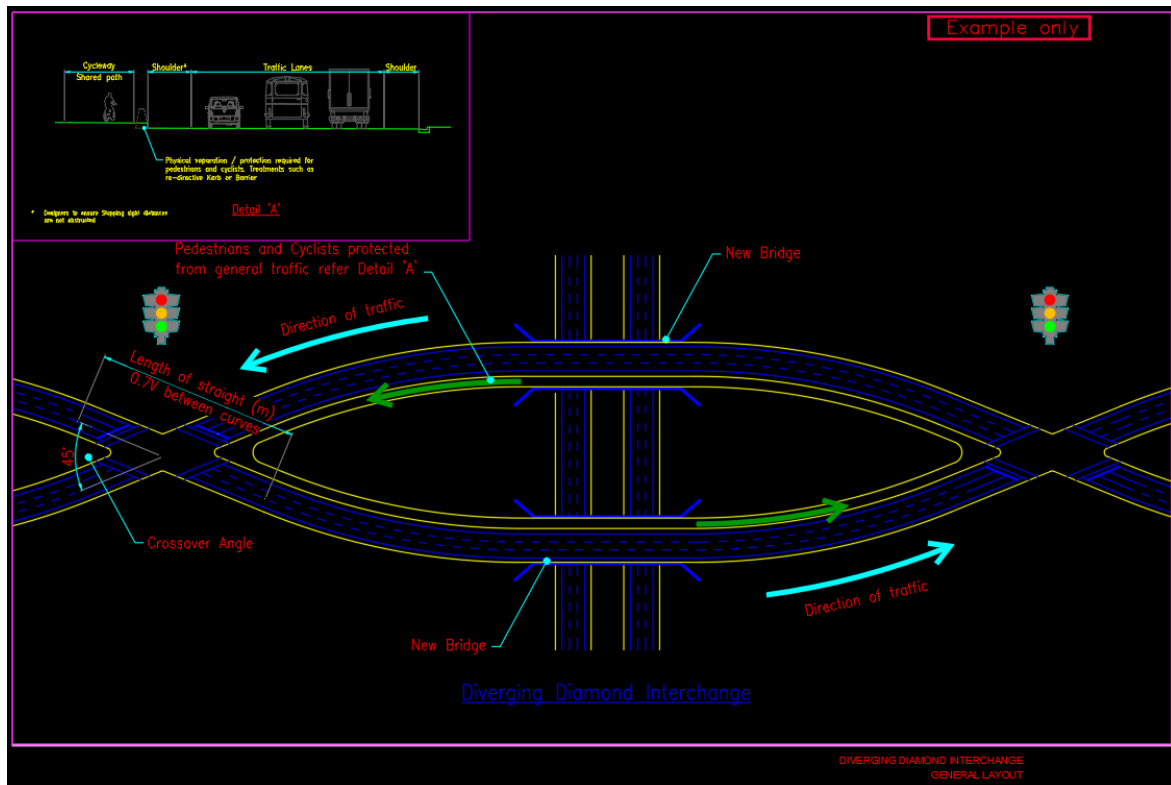 Example only
Cycleway
Shared path
Shoulder*
Traffic Lanes
Shoulder
Physical separation / protection required for
pedestrians and cyclists. Treatments such as
re-directive Kerb or Barrier
* Designers to ensure Stopping sight distances
are not obstructed
Detail 'A'
Pedestrians and Cyclists protected
from general traffic refer Detail 'A'
New Bridge
Direction of traffic
Length of straight (m)
0.7V between curves
45°
Crossover Angle
Direction of traffic
New Bridge
Diverging Diamond Interchange
DIVERGING DIAMOND INTERCHANGE
GENERAL LAYOUT